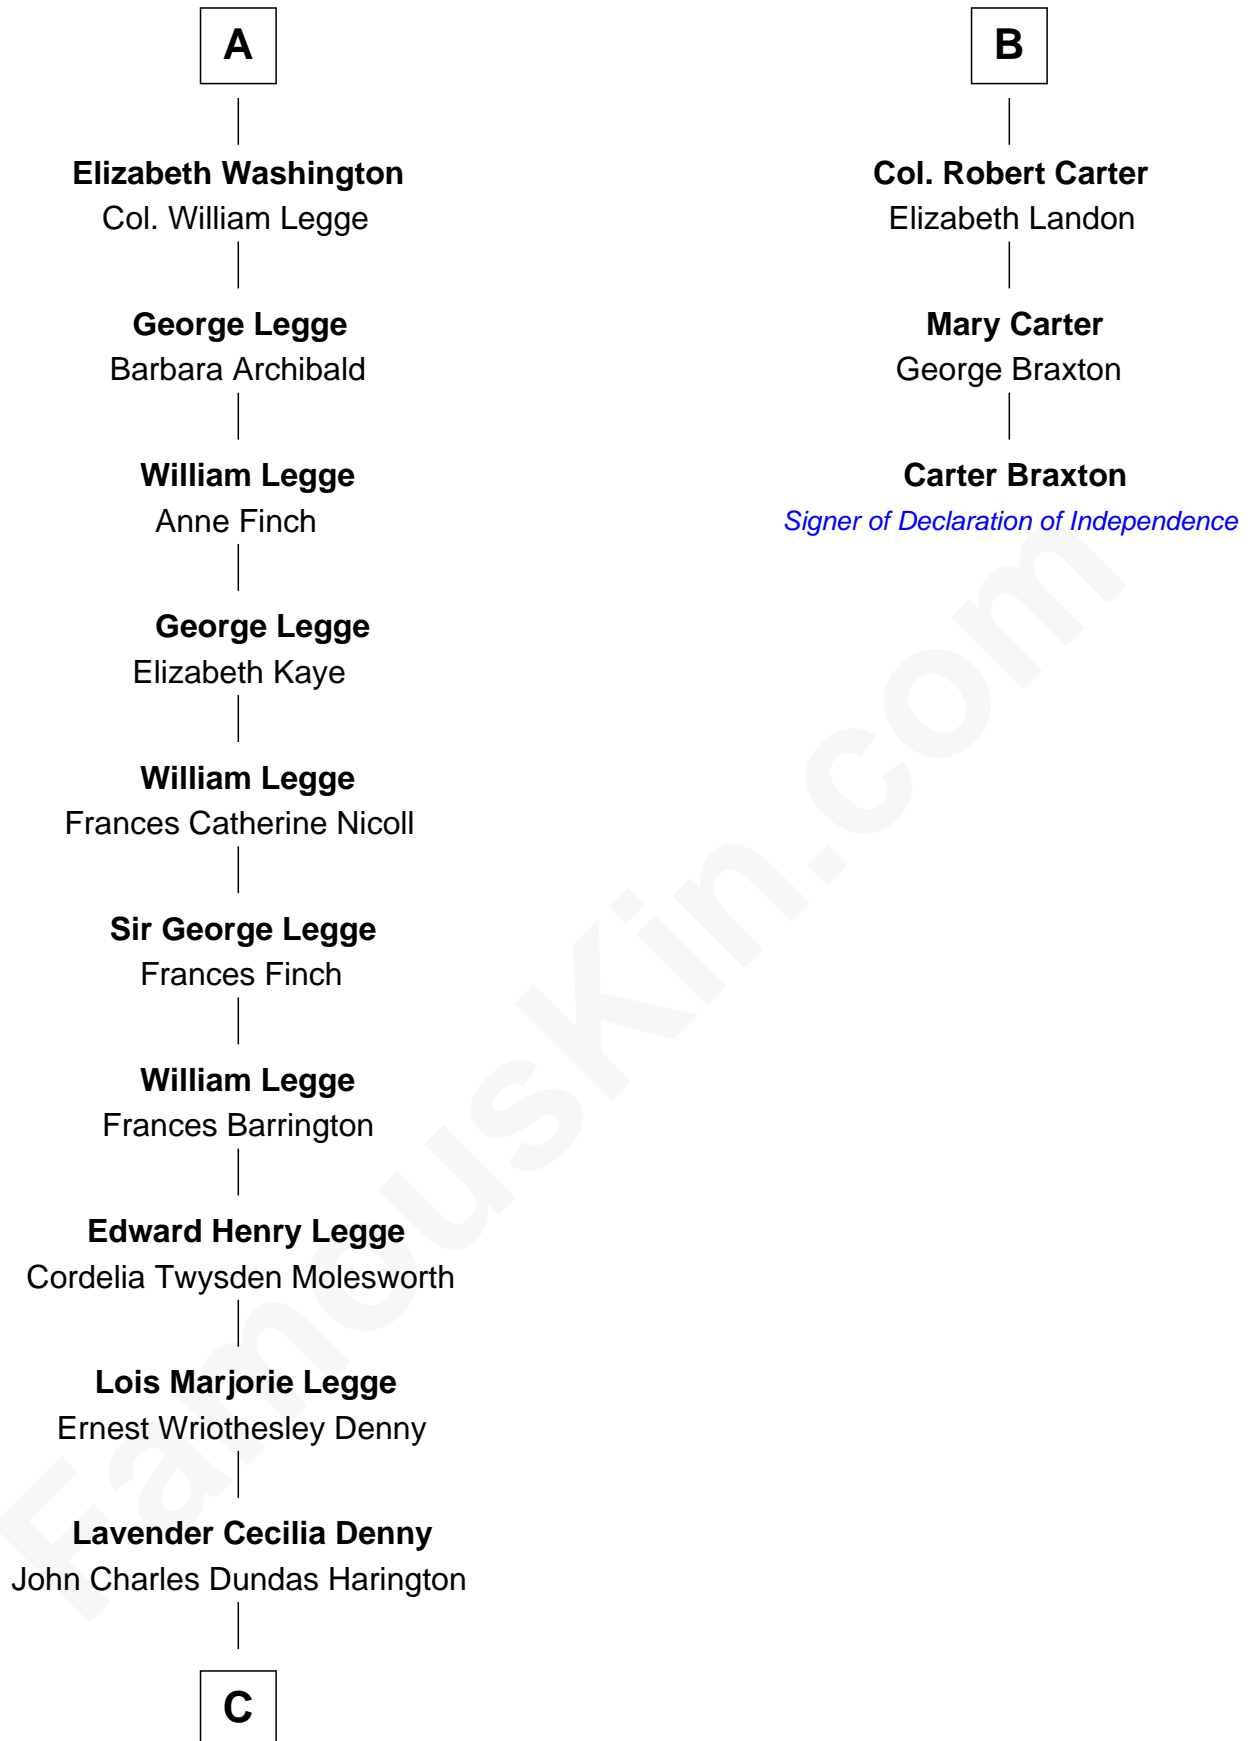 A
Elizabeth Washington
Col. William Legge
George Legge
Barbara Archibald
William Legge
Anne Finch
George Legge
Elizabeth Kaye
William Legge
Frances Catherine Nicoll
Sir George Legge
Frances Finch
William Legge
Frances Barrington
Edward Henry Legge
Cordelia Twysden Molesworth
Lois Marjorie Legge
Ernest Wriothesley Denny
Lavender Cecilia Denny
John Charles Dundas Harington
C
B
Col. Robert Carter
Elizabeth Landon
Mary Carter
George Braxton
Carter Braxton
Signer of Declaration of Independence
FamousKin.com